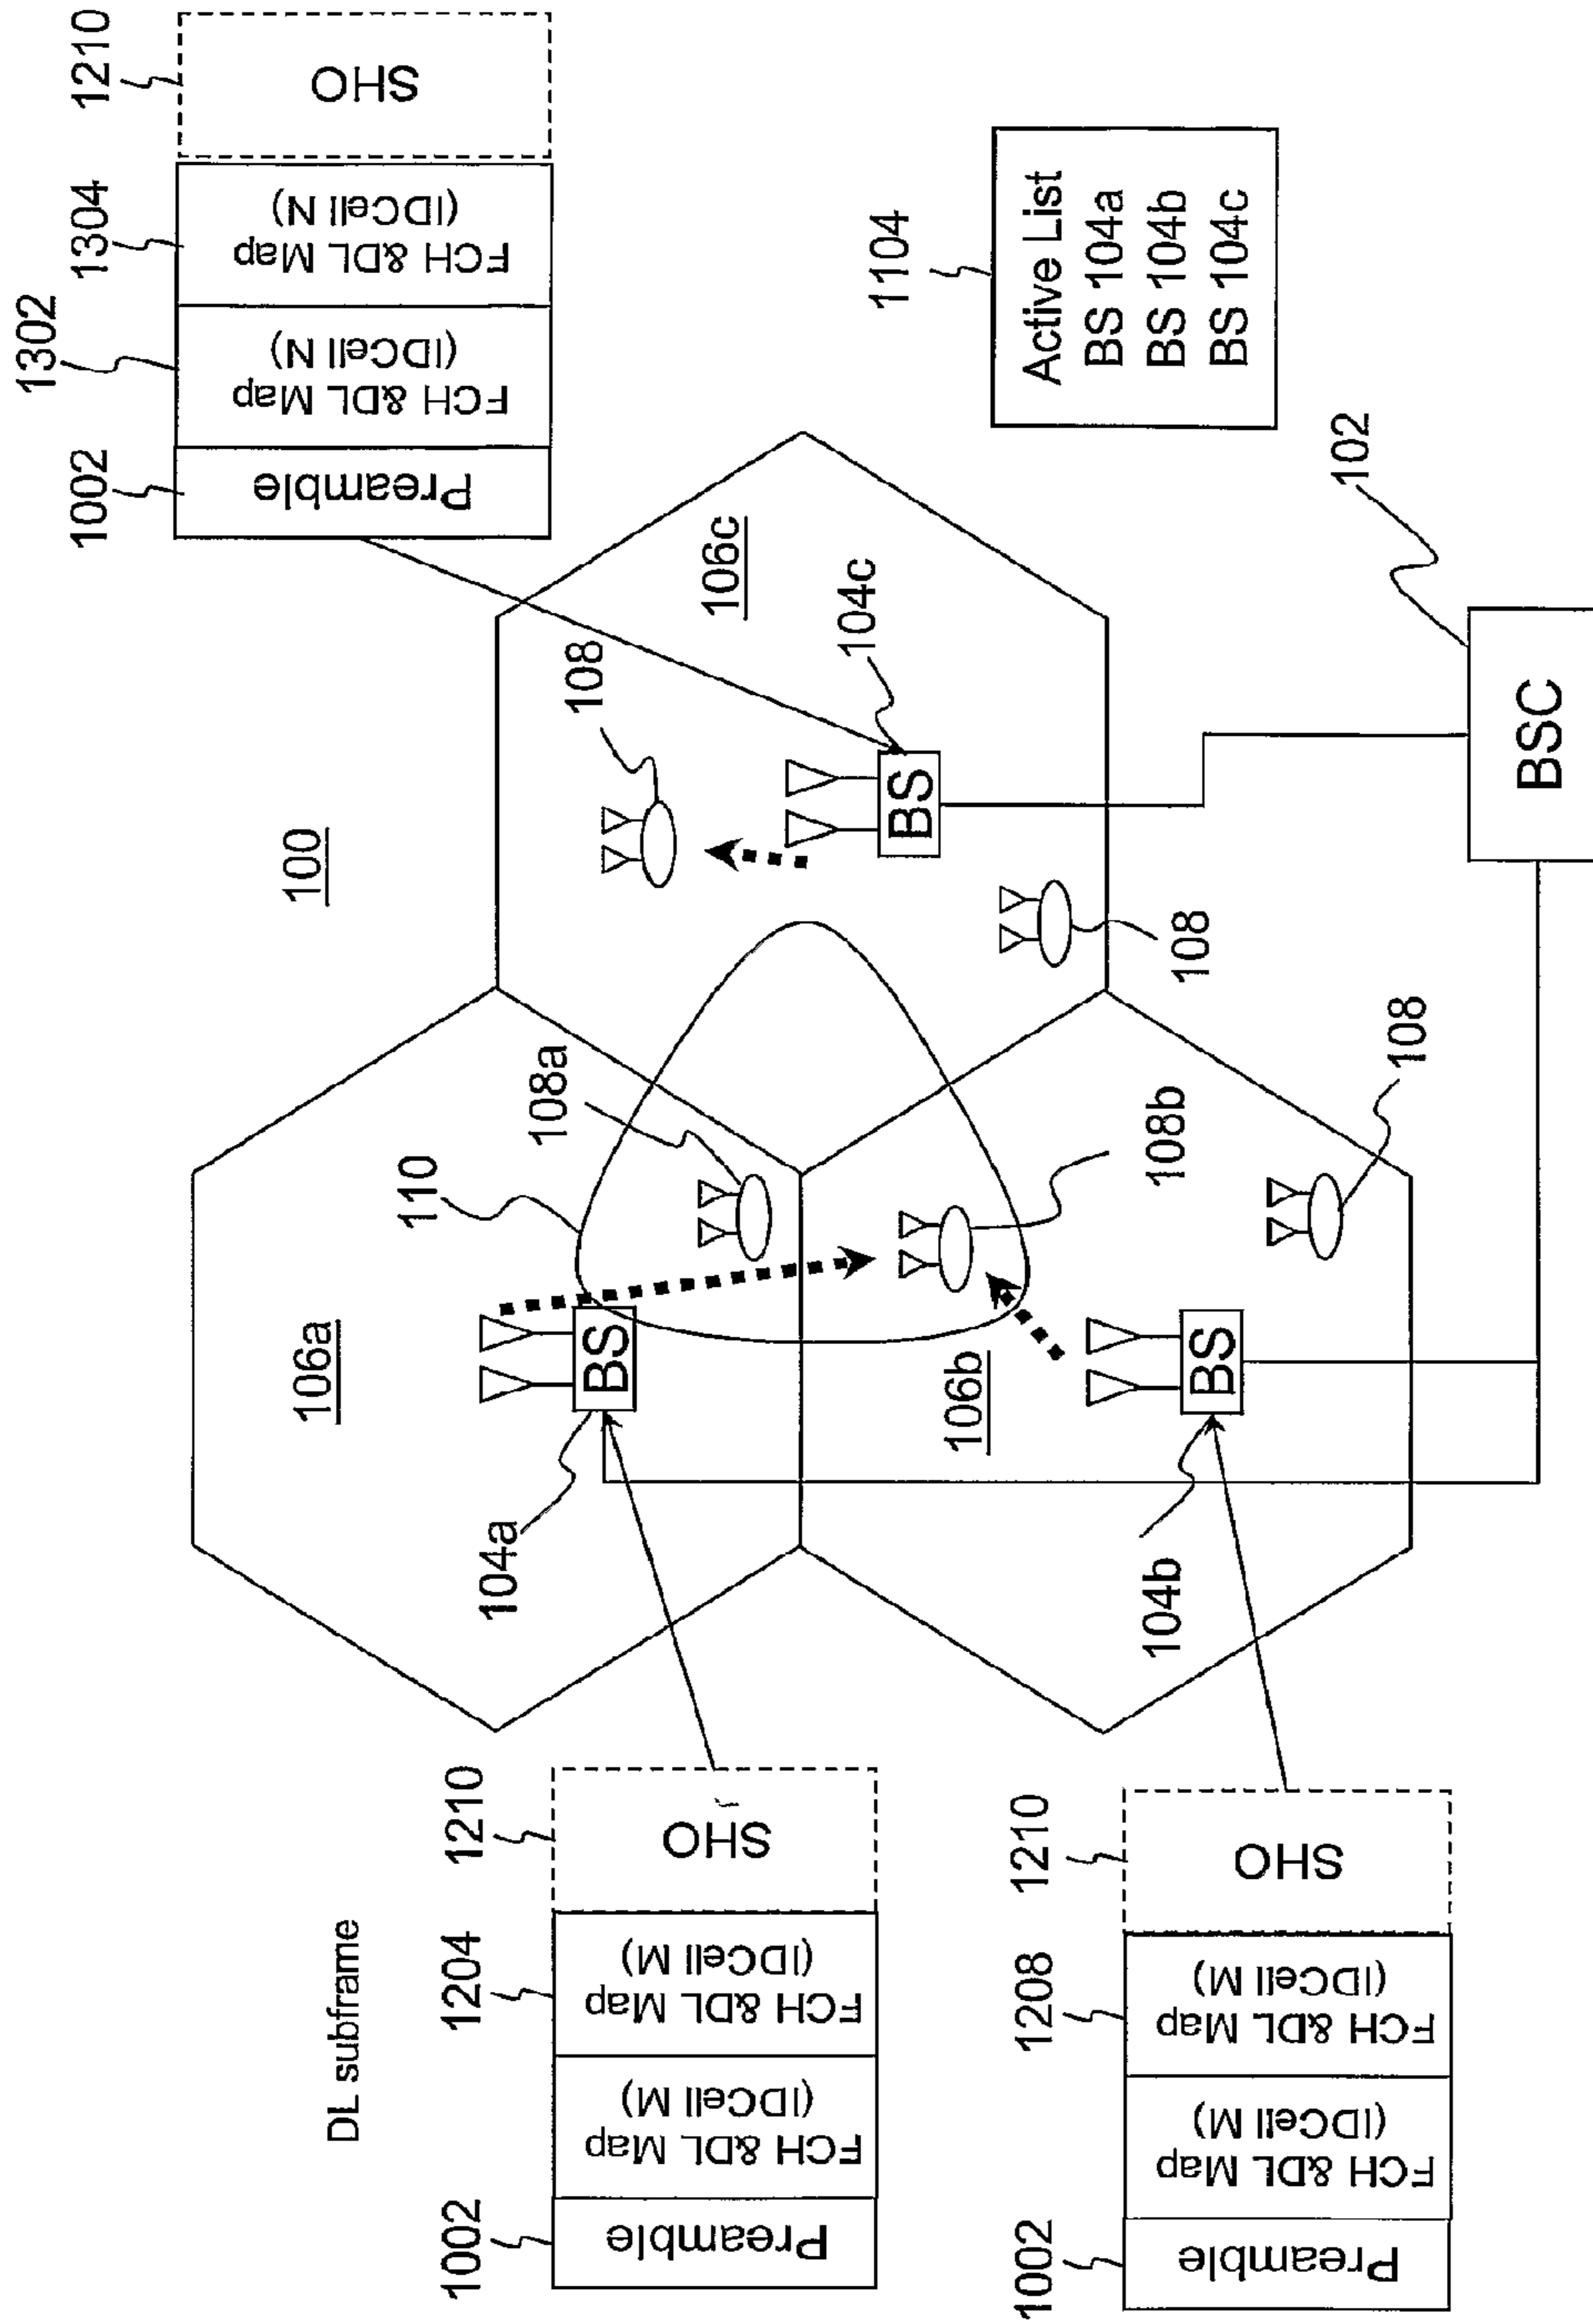 DL subframe
1002
1204
1210
Preamble
FCH &DL Map
(IDCell M)
FCH &DL Map
(IDCell M)
SHO
1002
1208
1210
Preamble
FCH &DL Map
(IDCell M)
FCH &DL Map
(IDCell M)
SHO
106a
104a
BS
110
108a
100
106b
104b
BS
108b
108
108
106c
104c
BS
108
1002
1302
1304
1210
Preamble
FCH &DL Map
(IDCell N)
FCH &DL Map
(IDCell N)
SHO
1104
Active List
BS 104a
BS 104b
BS 104c
102
BSC